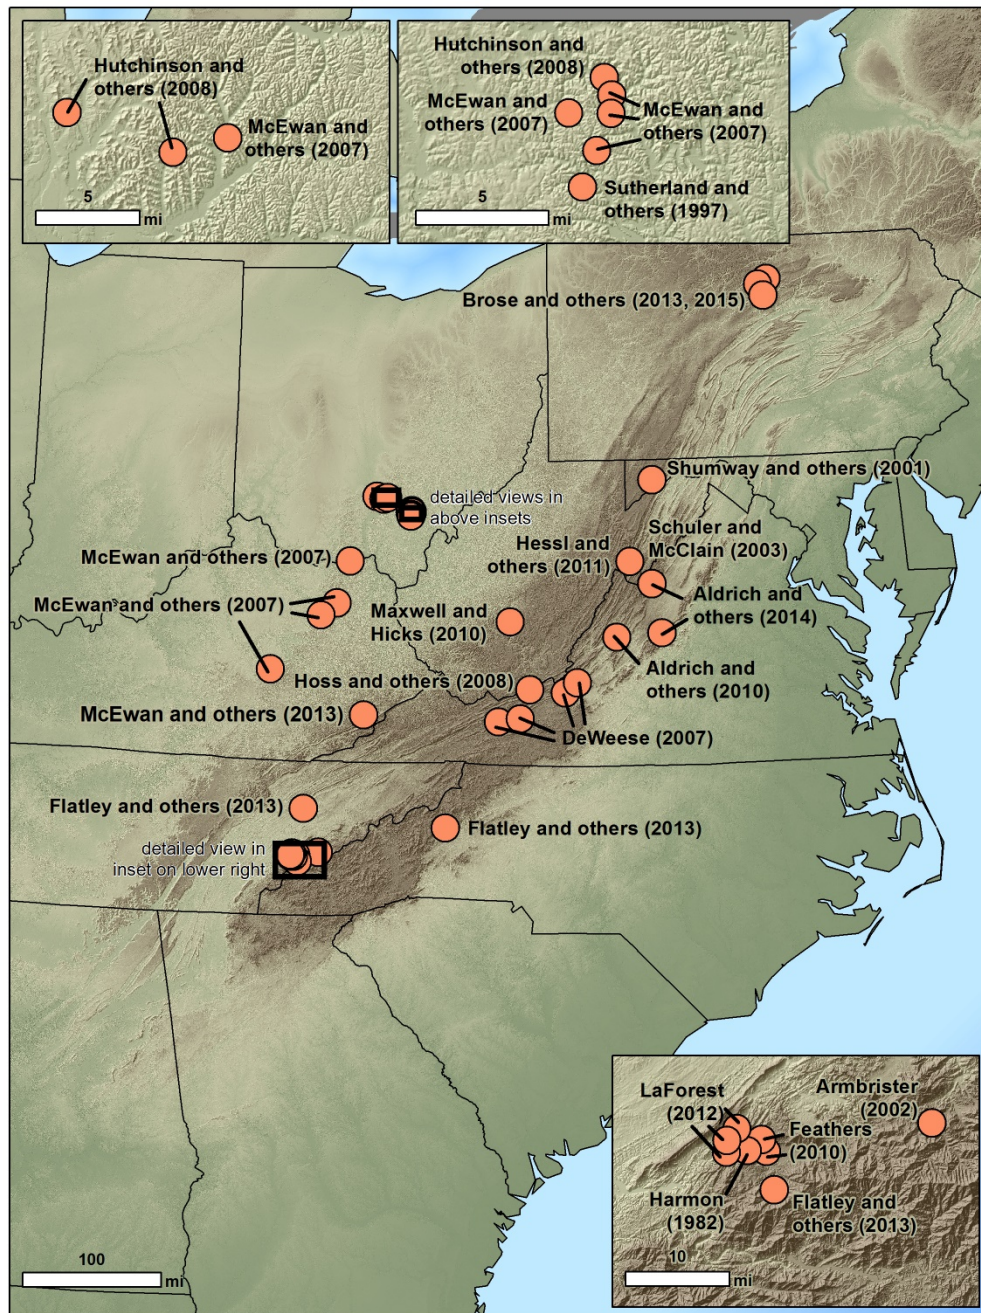 Hutchinson and
others (2008)
McEwan and
others (2007)
5
mi
Hutchinson and
others (2008)
McEwan and
others (2007)
McEwan and
others (2007)
Sutherland and
others (1997)
5
mi
Brose and others (2013, 2015)
Shumway and others (2001)
detailed views in
above insets
Schuler and
McClain (2003)
Hessl and
others (2011)
McEwan and others (2007)
McEwan and others (2007)
Aldrich and
others (2014)
Maxwell and
Hicks (2010)
Aldrich and
others (2010)
Hoss and others (2008)
McEwan and others (2013)
DeWeese (2007)
Flatley and others (2013)
Flatley and others (2013)
detailed view in
inset on lower right
LaForest
(2012)
Armbrister
(2002)
Feathers
(2010)
Harmon
(1982)
Flatley and
others (2013)
10
mi
100
mi